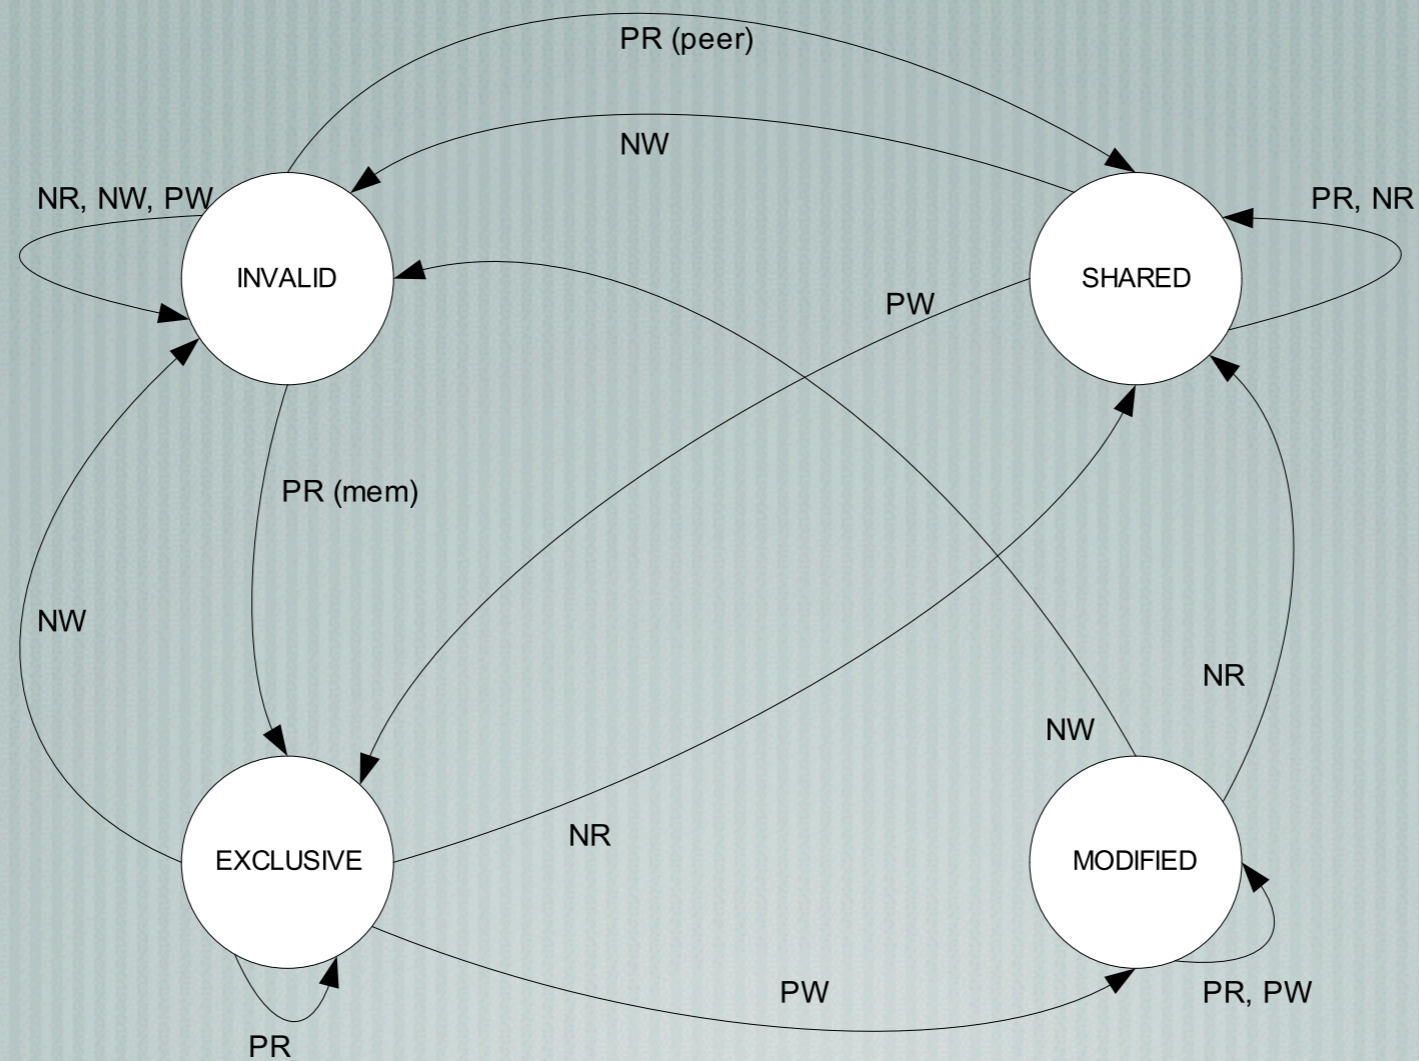 PR (peer)
NW
NR, NW, PW
PR, NR
INVALID
SHARED
PW
PR (mem)
NW
NR
NW
NR
EXCLUSIVE
MODIFIED
PW
PR, PW
PR